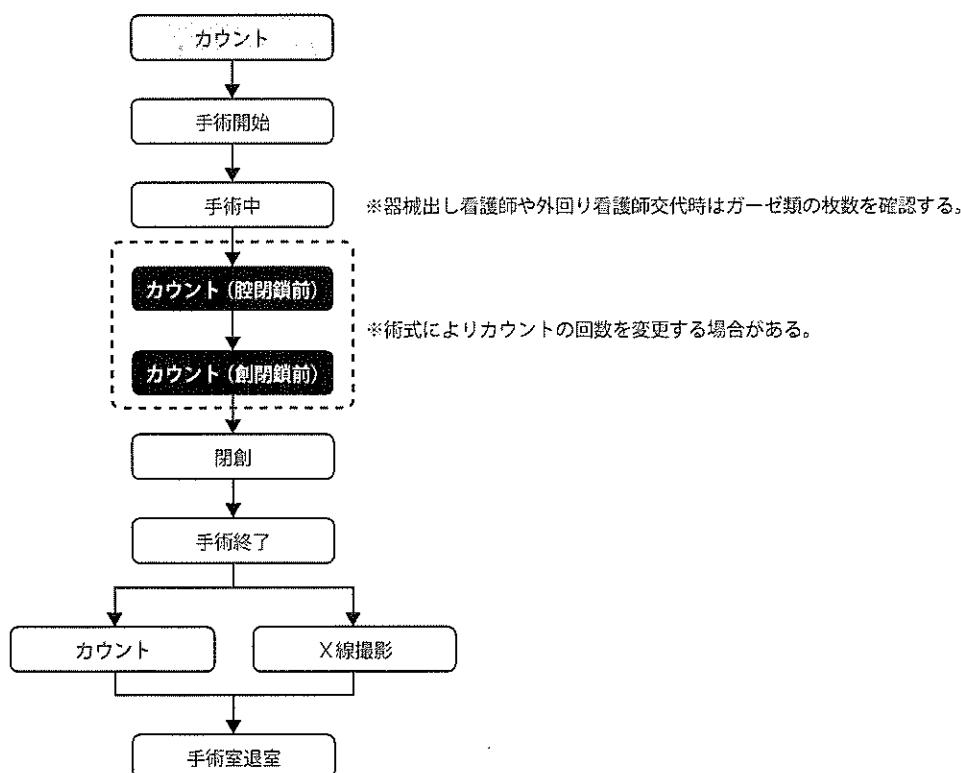 カウント
手術開始
手術中
※器械出し看護師や外回り看護師交代時はガーゼ類の枚数を確認する。
カウント(腔閉鎖前)
※術式によりカウントの回数を変更する場合がある。
カウント(創閉鎖前)
閉創
手術終了
カウント
X線撮影
手術室退室